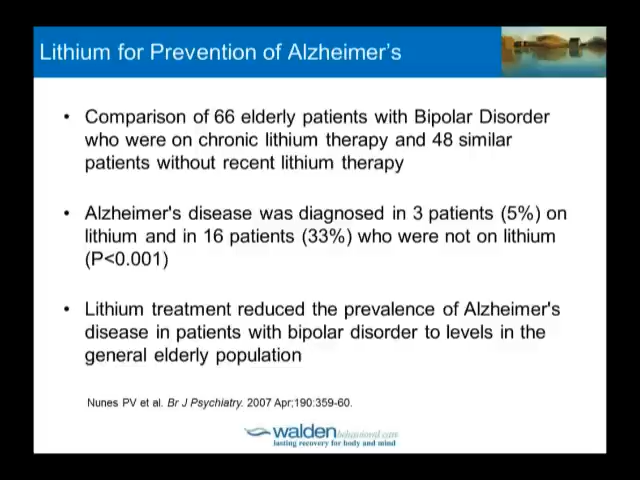 Lithium for Prevention of Alzheimer's
• Comparison of 66 elderly patients with Bipolar Disorder
who were on chronic lithium therapy and 48 similar
patients without recent lithium therapy
• Alzheimer's disease was diagnosed in 3 patients (5%) on
lithium and in 16 patients (33%) who were not on lithium
(P<0.001)
• Lithium treatment reduced the prevalence of Alzheimer's
disease in patients with bipolar disorder to levels in the
general elderly population
Nunes PV et al. Br J Psychiatry. 2007 Apr;190:359-60.
walden behavioral care
lasting recovery for body and mind